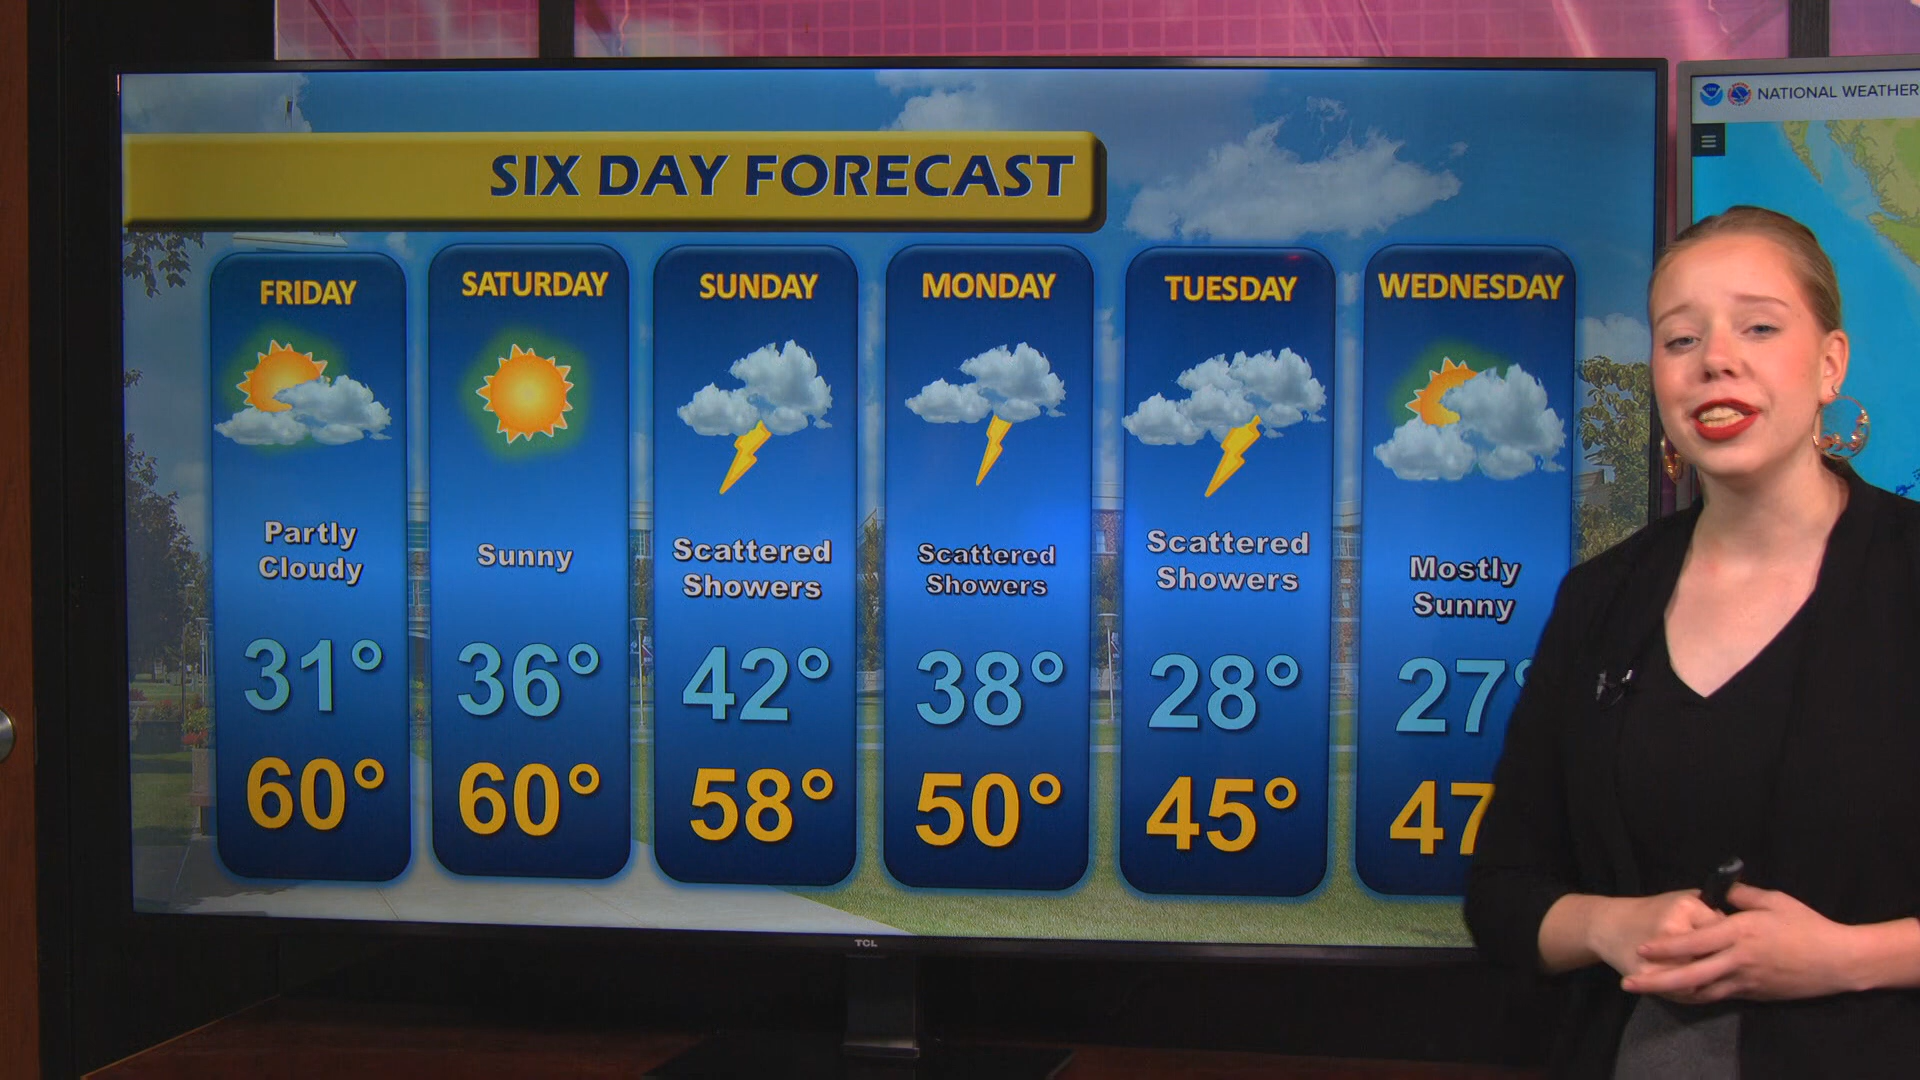 NATIONAL WEATHER
SIX DAY FORECAST
FRIDAY
Partly
Cloudy
31°
60°
SATURDAY
Sunny
36°
60°
SUNDAY
Scattered
Showers
42°
58°
MONDAY
Scattered
Showers
38°
50°
TUESDAY
Scattered
Showers
28°
45°
WEDNESDAY
Mostly
Sunny
27°
47
TCL